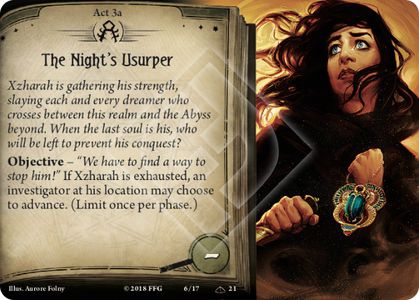 Act 3a
The Night's Usurper
Xzharah is gathering his strength,
slaying each and every dreamer who
crosses between this realm and the Abyss
beyond. When the last soul is his, who
will be left to prevent his conquest?
Objective – “We have to find a way to
stop him!” If Xzharah is exhausted, an
investigator at his location may choose
to advance. (Limit once per phase.)
–
Illus. Aurore Folny © 2018 FFG 6/17 21